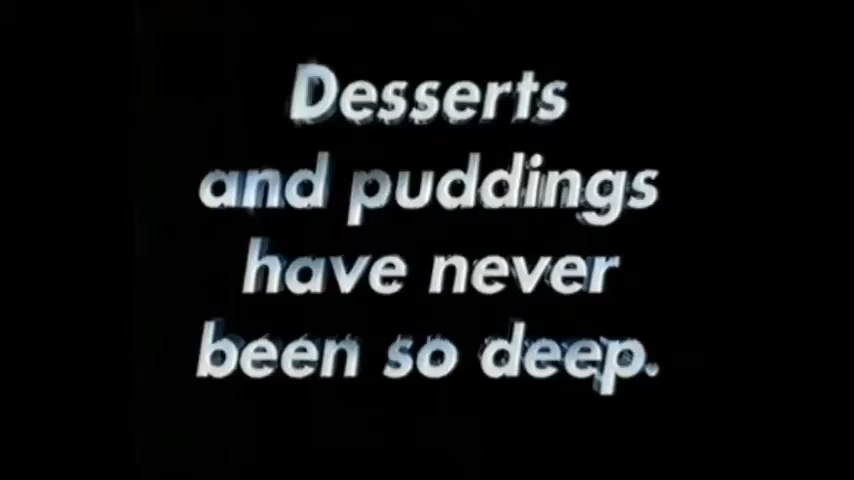 Desserts
and puddings
have never
been so deep.